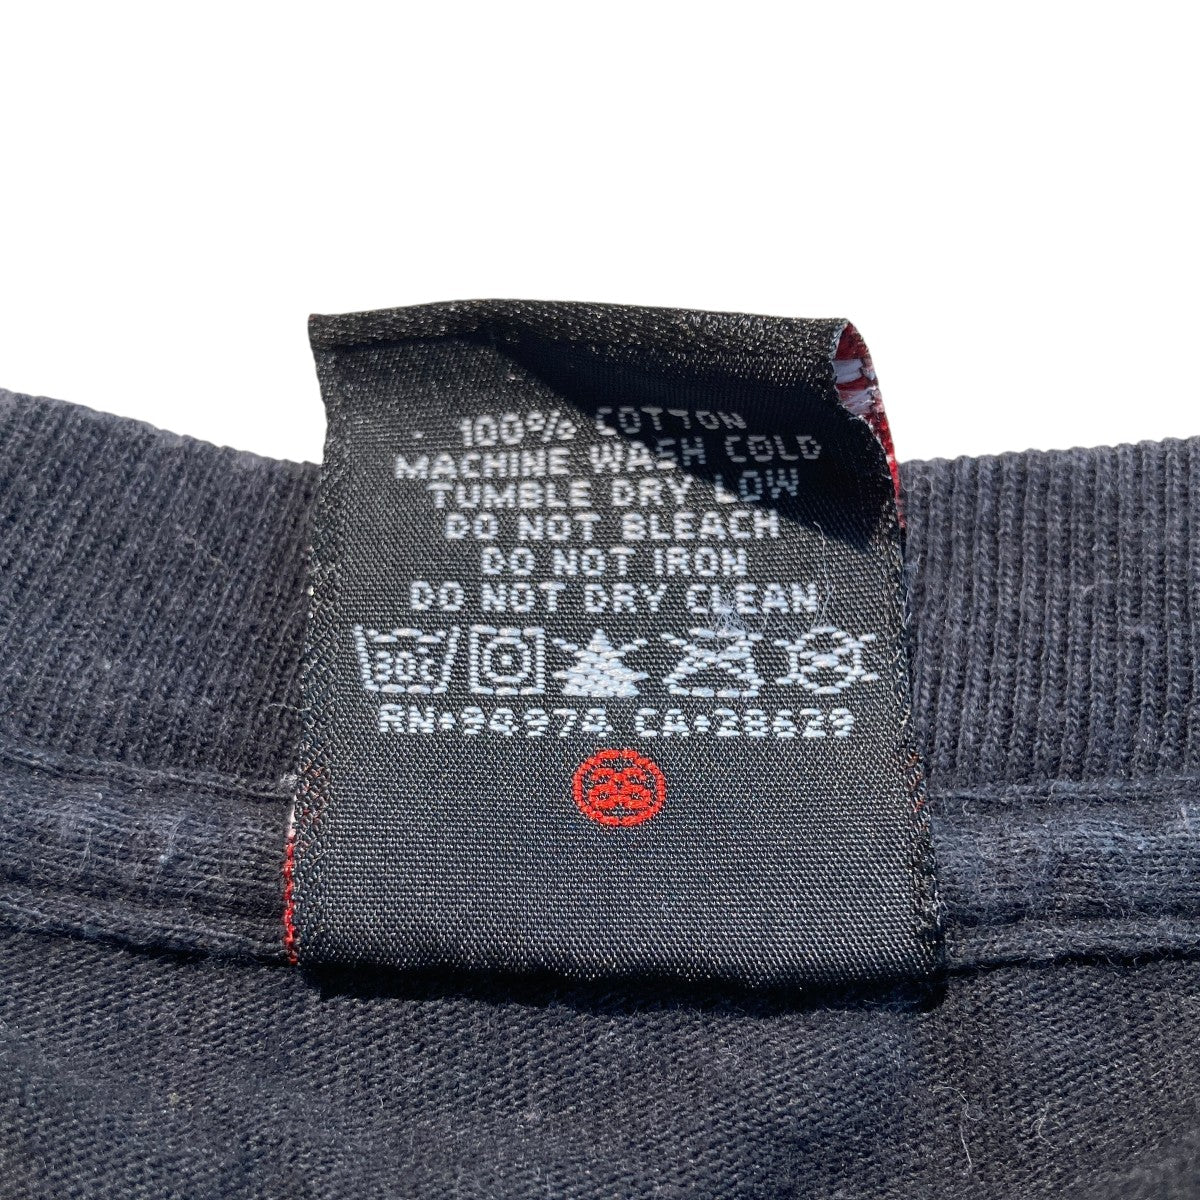 100% COTTON
MACHINE WASH COLD
TUMBLE DRY LOW
DO NOT BLEACH
DO NOT IRON
DO NOT DRY CLEAN
30c
RN•94974 CA•28629